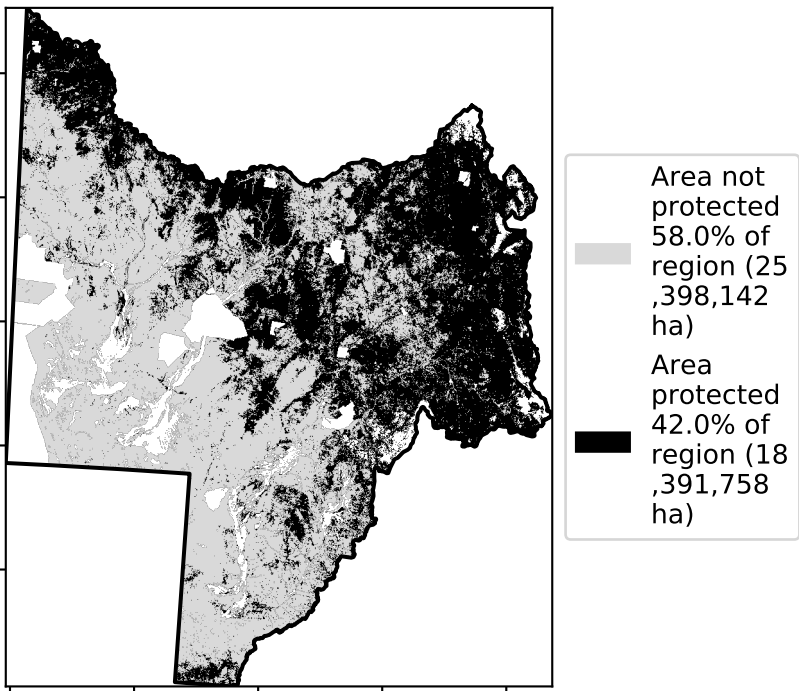 Area not
protected
58.0% of
region (25
,398,142
ha)
Area
protected
42.0% of
region (18
,391,758
ha)